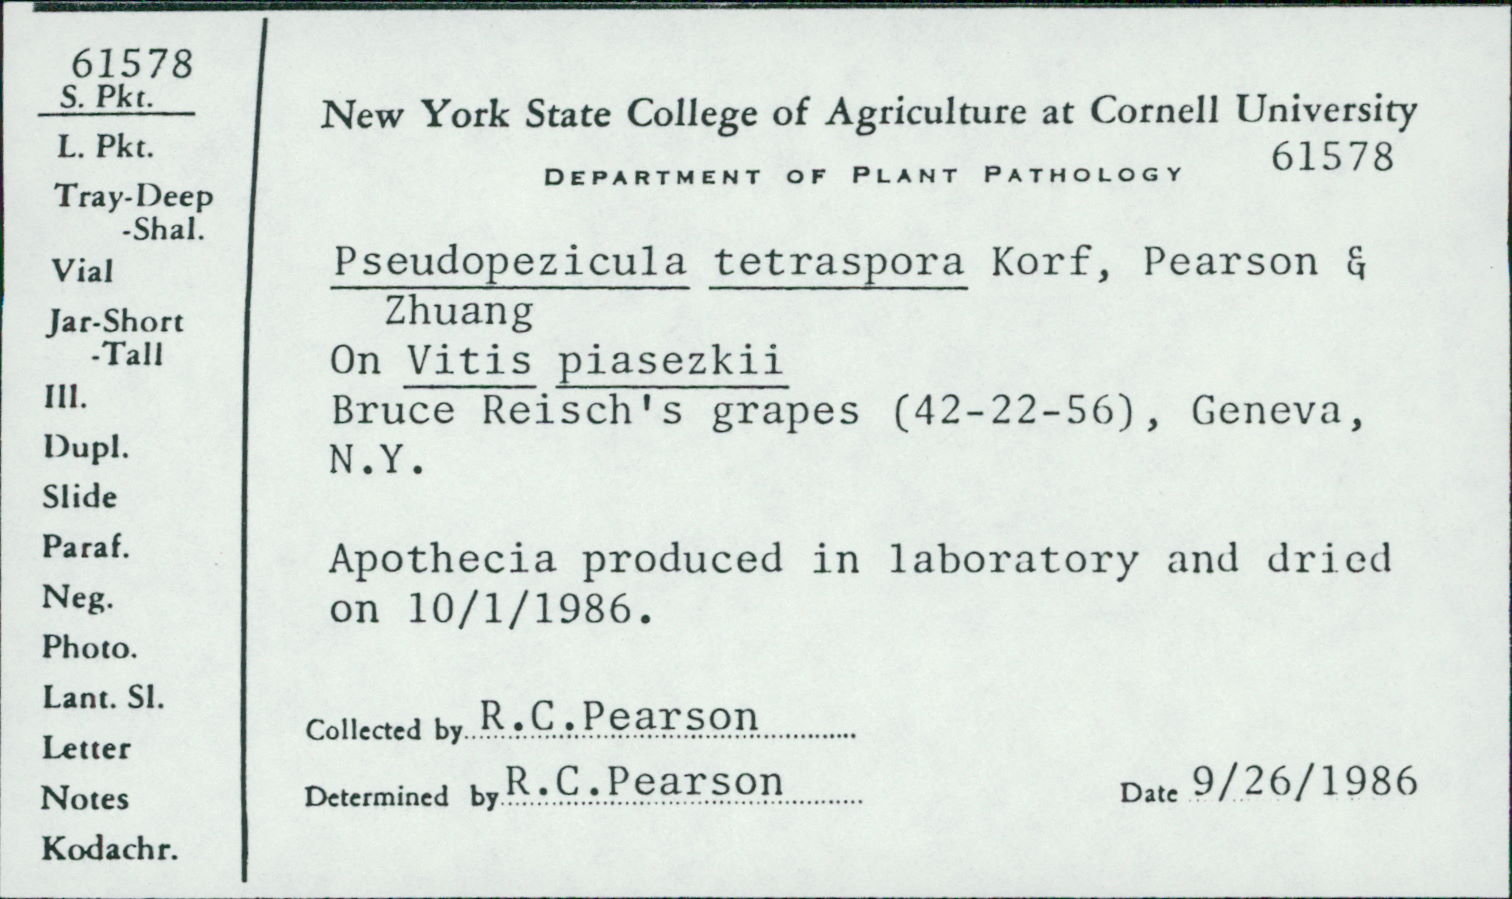 61578
S. Pkt.
L. Pkt.
Tray-Deep
-Shal.
Vial
Jar-Short
-Tall
Ill.
Dupl.
Slide
Paraf.
Neg.
Photo.
Lant. Sl.
Letter
Notes
Kodachr.
New York State College of Agriculture at Cornell University
61578
DEPARTMENT OF PLANT PATHOLOGY
Pseudopezicula tetraspora Korf, Pearson &
Zhuang
On Vitis piasezkii
Bruce Reisch's grapes (42-22-56), Geneva,
N.Y.
Apothecia produced in laboratory and dried
on 10/1/1986.
Collected by R.C.Pearson
Determined by R.C.Pearson
Date 9/26/1986